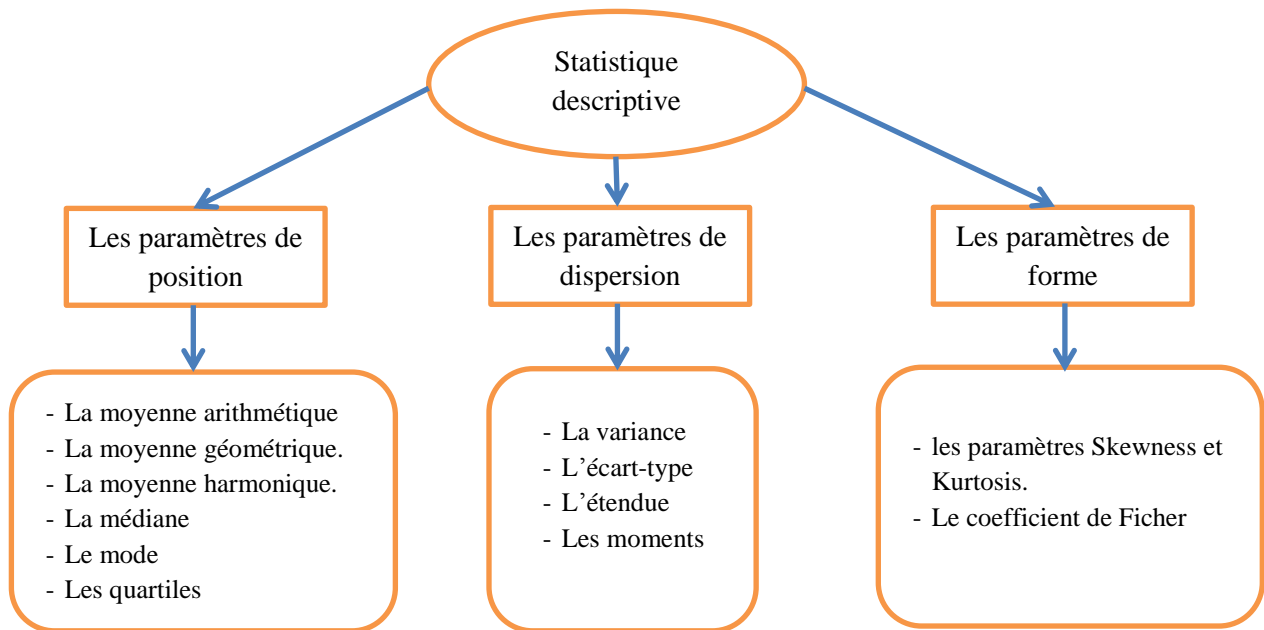 Statistique
descriptive
Les paramètres de
position
Les paramètres de
dispersion
Les paramètres de
forme
- La moyenne arithmétique
- La moyenne géométrique.
- La moyenne harmonique.
- La médiane
- Le mode
- Les quartiles
- La variance
- L’écart-type
- L’étendue
- Les moments
- les paramètres Skewness et
Kurtosis.
- Le coefficient de Ficher